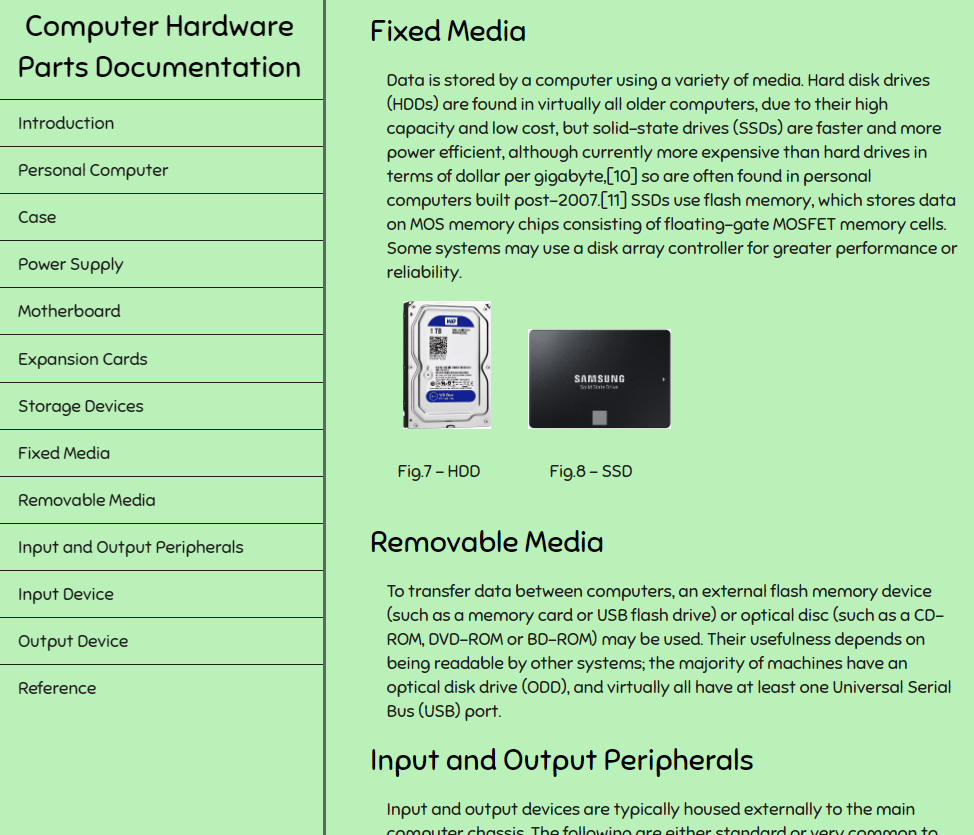 Computer Hardware
Parts Documentation
Introduction
Personal Computer
Case
Power Supply
Motherboard
Expansion Cards
Storage Devices
Fixed Media
Removable Media
Input and Output Peripherals
Input Device
Output Device
Reference
Fixed Media
Data is stored by a computer using a variety of media. Hard disk drives
(HDDs) are found in virtually all older computers, due to their high
capacity and low cost, but solid-state drives (SSDs) are faster and more
power efficient, although currently more expensive than hard drives in
terms of dollar per gigabyte,[10] so are often found in personal
computers built post-2007.[11] SSDs use flash memory, which stores data
on MOS memory chips consisting of floating-gate MOSFET memory cells.
Some systems may use a disk array controller for greater performance or
reliability.
WD
1 TB
SAMSUNG
Solid State Drive
Fig.7 - HDD
Fig.8 - SSD
Removable Media
To transfer data between computers, an external flash memory device
(such as a memory card or USB flash drive) or optical disc (such as a CD-
ROM, DVD-ROM or BD-ROM) may be used. Their usefulness depends on
being readable by other systems; the majority of machines have an
optical disk drive (ODD), and virtually all have at least one Universal Serial
Bus (USB) port.
Input and Output Peripherals
Input and output devices are typically housed externally to the main
computer chassis. The following are either standard or very common to